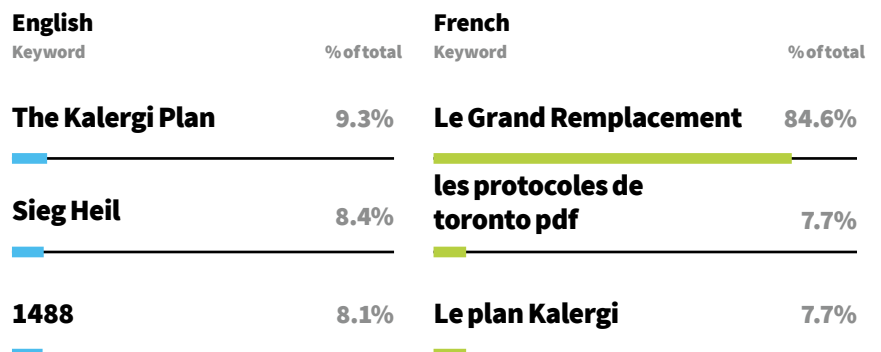 English
Keyword % of total
The Kalergi Plan 9.3%
Sieg Heil 8.4%
1488 8.1%
French
Keyword % of total
Le Grand Remplacement 84.6%
les protocoles de
toronto pdf 7.7%
Le plan Kalergi 7.7%